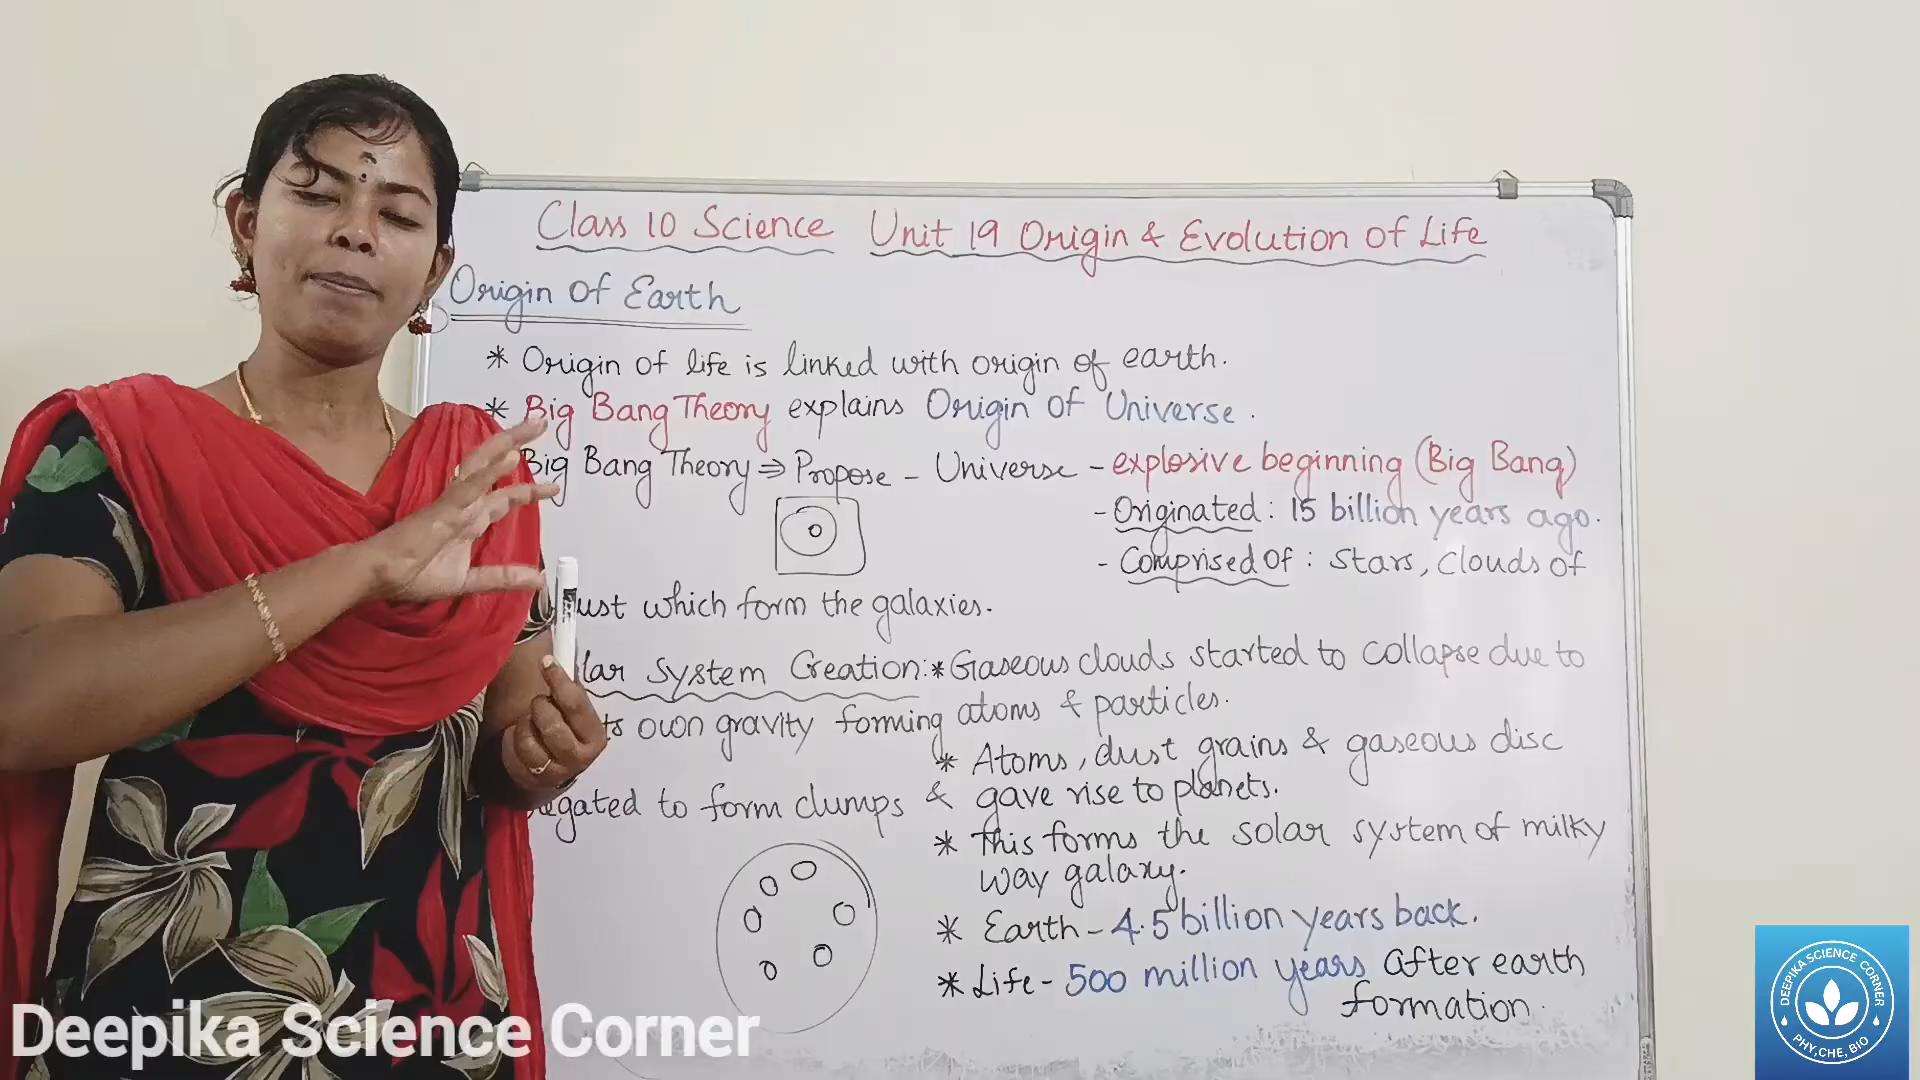 Class 10 Science Unit 19 Origin & Evolution of Life
Origin of Earth
* Origin of life is linked with origin of earth.
* Big Bang Theory explains Origin of Universe.
Big Bang Theory ⇒ Propose - Universe - explosive beginning (Big Bang)
- Originated : 15 billion years ago.
- Comprised of : stars, clouds of
ust which form the galaxies.
lar System Creation: * Gaseous clouds started to collapse due to
ts own gravity forming atoms & particles.
* Atoms, dust grains & gaseous disc
egated to form clumps & gave rise to planets.
* This forms the solar system of milky
way galaxy.
* Earth - 4.5 billion years back.
* Life - 500 million years After earth
formation.
Deepika Science Corner
DEEPIKA SCIENCE CORNER
PHY,CHE,BIO